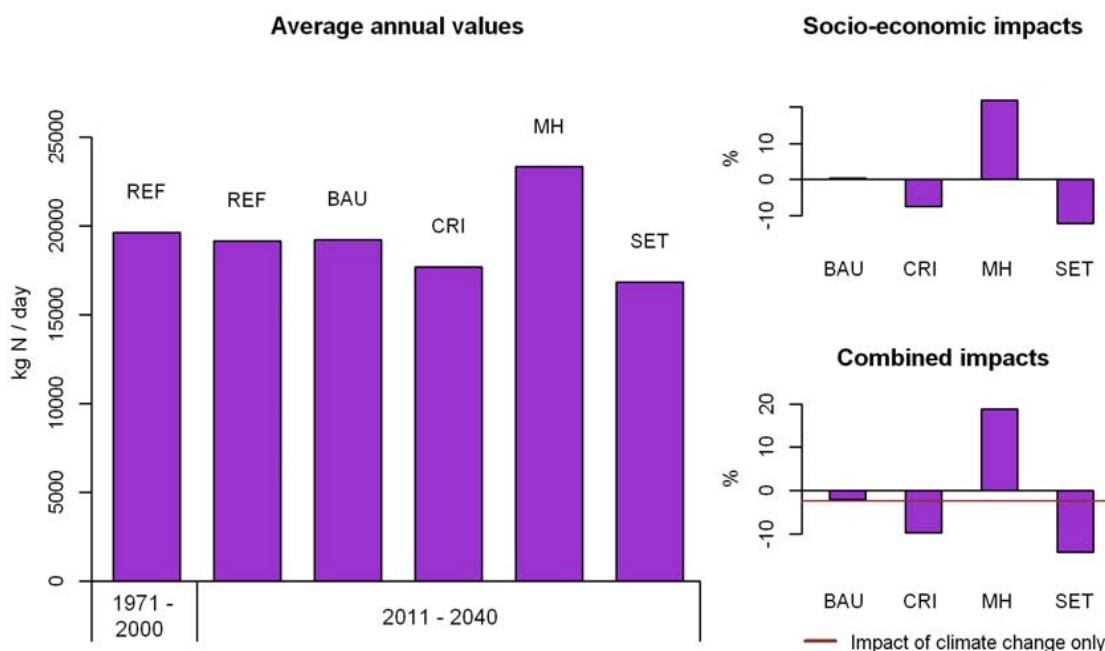 Average annual values
kg N / day
25000
20000
15000
10000
5000
0
REF
REF
BAU
CRI
MH
SET
1971 -
2000
2011 - 2040
Socio-economic impacts
%
10
0
-10
BAU CRI MH SET
Combined impacts
%
20
10
0
-10
BAU CRI MH SET
Impact of climate change only